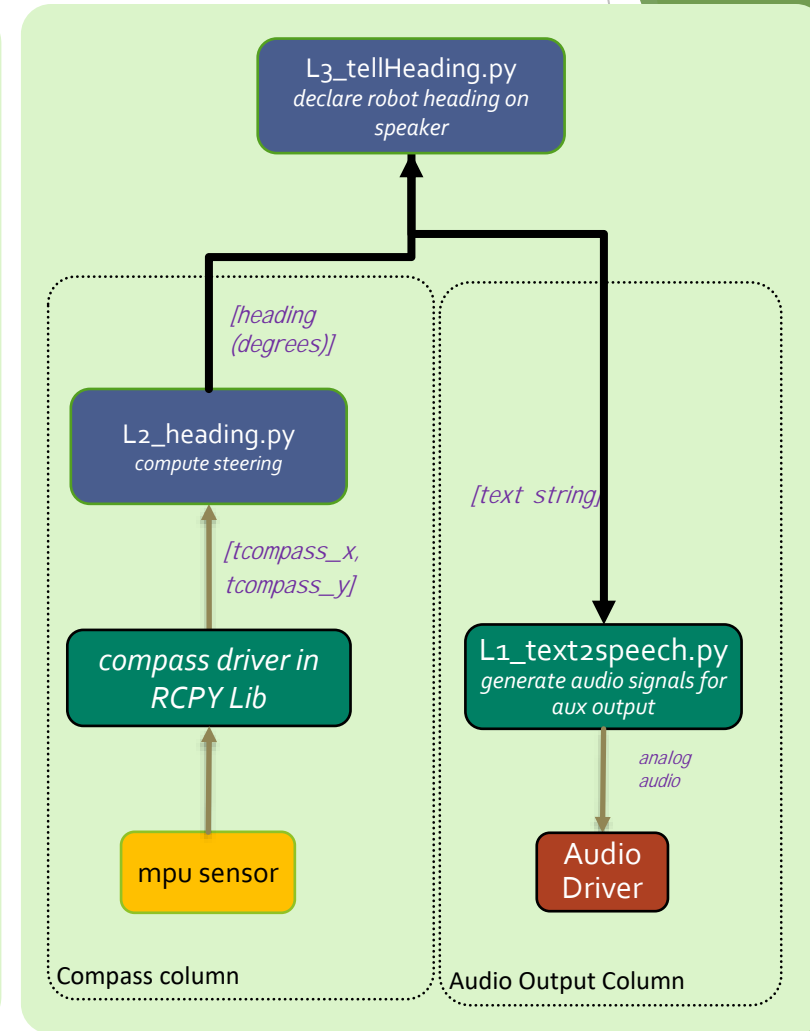 L3_tellHeading.py
declare robot heading on
speaker
[heading
(degrees)]
L2_heading.py
compute steering
[text string]
[tcompass_x,
tcompass_y]
compass driver in
RCPY Lib
L1_text2speech.py
generate audio signals for
aux output
analog
audio
mpu sensor
Audio
Driver
Compass column
Audio Output Column